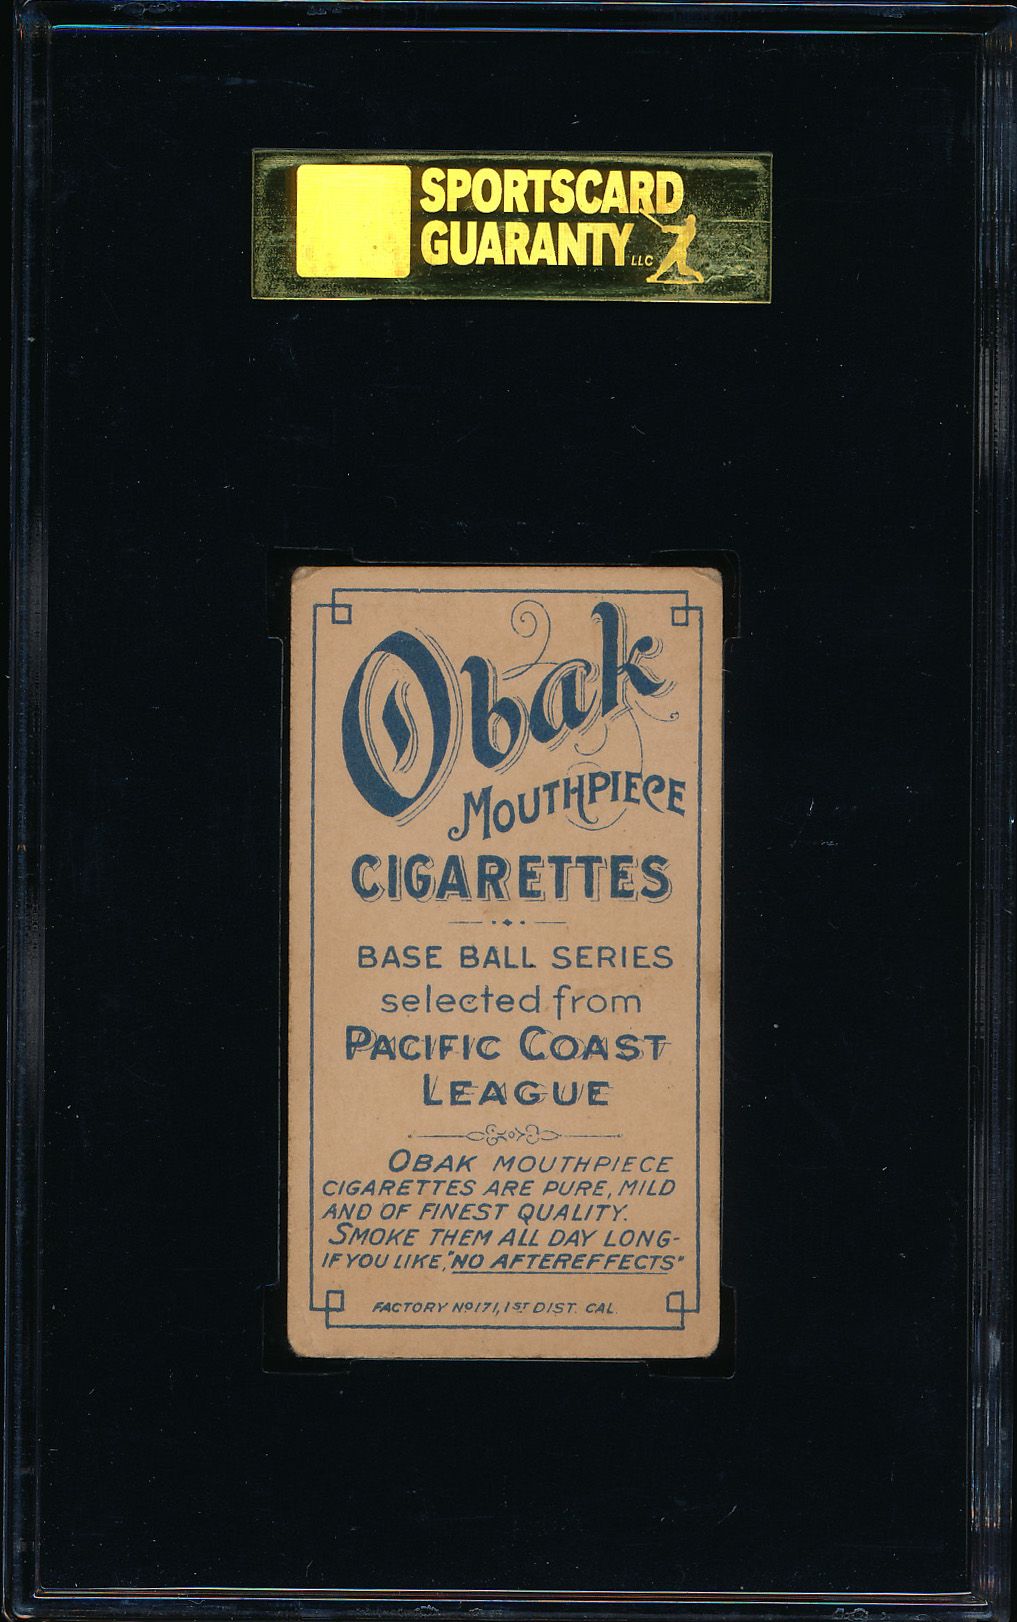 SPORTSCARD
GUARANTY LLC
Obak
MOUTHPIECE
CIGARETTES
BASE BALL SERIES
selected from
PACIFIC COAST
LEAGUE
OBAK MOUTHPIECE
CIGARETTES ARE PURE, MILD
AND OF FINEST QUALITY.
SMOKE THEM ALL DAY LONG-
IF YOU LIKE, "NO AFTEREFFECTS"
FACTORY Nº 171, 1ST DIST. CAL.